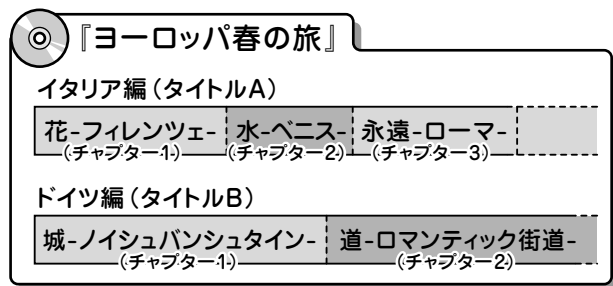 『ヨーロッパ春の旅』
イタリア編（タイトルA）
花-フィレンツェ- 水-ベニス- 永遠-ローマ-
（チャプター1） （チャプター2） （チャプター3）
ドイツ編（タイトルB）
城-ノイシュバンシュタイン- 道-ロマンティック街道-
（チャプター1） （チャプター2）